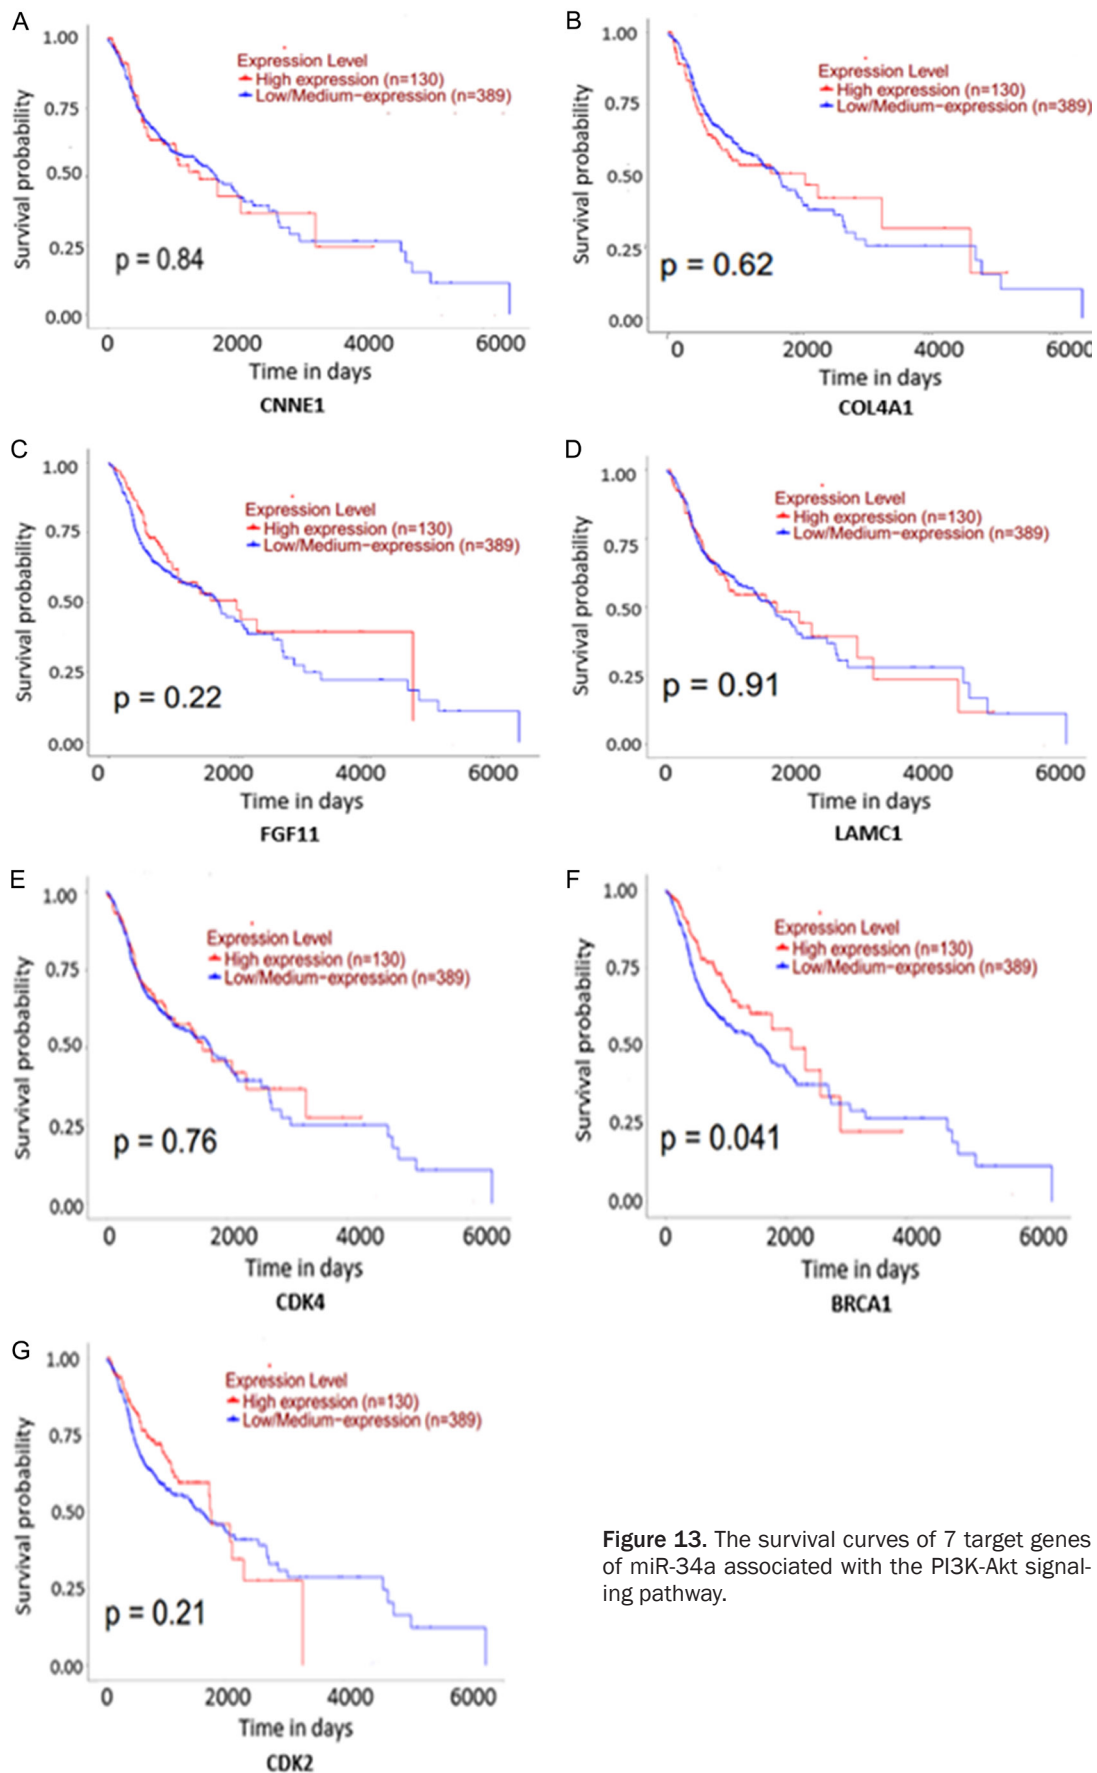 A
1.00
0.75
0.50
0.25
0.00
Survival probability
Expression Level
High expression (n=130)
Low/Medium-expression (n=389)
p = 0.84
0 2000 4000 6000
Time in days
CNNE1
B
1.00
0.75
0.50
0.25
0.00
Survival probability
Expression Level
High expression (n=130)
Low/Medium-expression (n=389)
p = 0.62
0 2000 4000 6000
Time in days
COL4A1
C
1.00
0.75
0.50
0.25
0.00
Survival probability
Expression Level
High expression (n=130)
Low/Medium-expression (n=389)
p = 0.22
0 2000 4000 6000
Time in days
FGF11
D
1.00
0.75
0.50
0.25
0.00
Survival probability
Expression Level
High expression (n=130)
Low/Medium-expression (n=389)
p = 0.91
0 2000 4000 6000
Time in days
LAMC1
E
1.00
0.75
0.50
0.25
0.00
Survival probability
Expression Level
High expression (n=130)
Low/Medium-expression (n=389)
p = 0.76
0 2000 4000 6000
Time in days
CDK4
F
1.00
0.75
0.50
0.25
0.00
Survival probability
Expression Level
High expression (n=130)
Low/Medium-expression (n=389)
p = 0.041
0 2000 4000 6000
Time in days
BRCA1
G
1.00
0.75
0.50
0.25
0.00
Survival probability
Expression Level
High expression (n=130)
Low/Medium-expression (n=389)
p = 0.21
0 2000 4000 6000
Time in days
CDK2
Figure 13. The survival curves of 7 target genes
of miR-34a associated with the PI3K-Akt signal-
ing pathway.